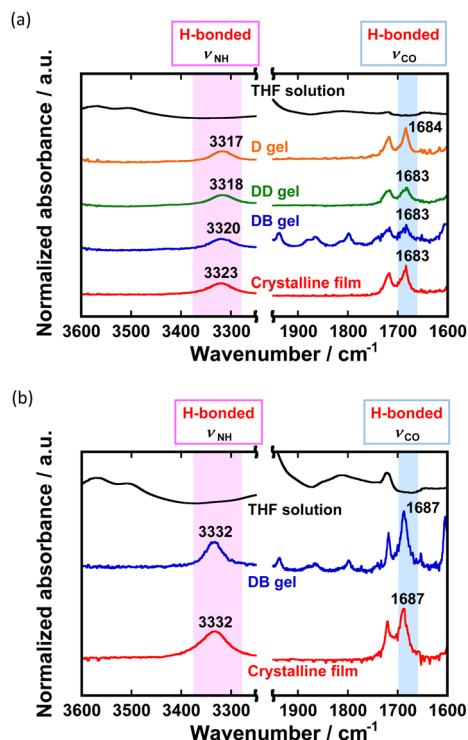 (a)
H-bonded
νNH
H-bonded
νCO
THF solution
D gel
3317
1684
DD gel
3318
1683
DB gel
3320
1683
3323
1683
Crystalline film
Normalized absorbance / a.u.
3600 3500 3400 3300 1900 1800 1700 1600
Wavenumber / cm⁻¹
(b)
H-bonded
νNH
H-bonded
νCO
THF solution
3332
1687
DB gel
3332
1687
Crystalline film
Normalized absorbance / a.u.
3600 3500 3400 3300 1900 1800 1700 1600
Wavenumber / cm⁻¹